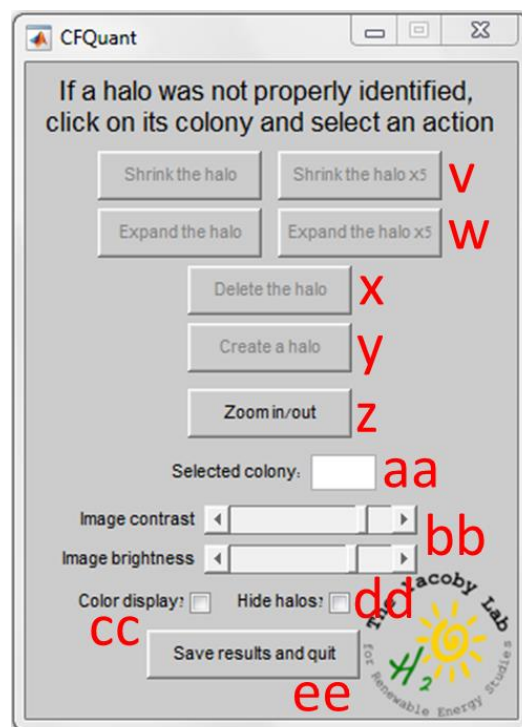 CFQuant
If a halo was not properly identified,
click on its colony and select an action
Shrink the halo Shrink the halo x5 v
Expand the halo Expand the halo x5 w
Delete the halo x
Create a halo y
Zoom in/out z
Selected colony: aa
Image contrast bb
Image brightness
Color display? Hide halos? dd
cc
Save results and quit
ee
The Yacoby Lab
H2
for Renewable Energy Studies